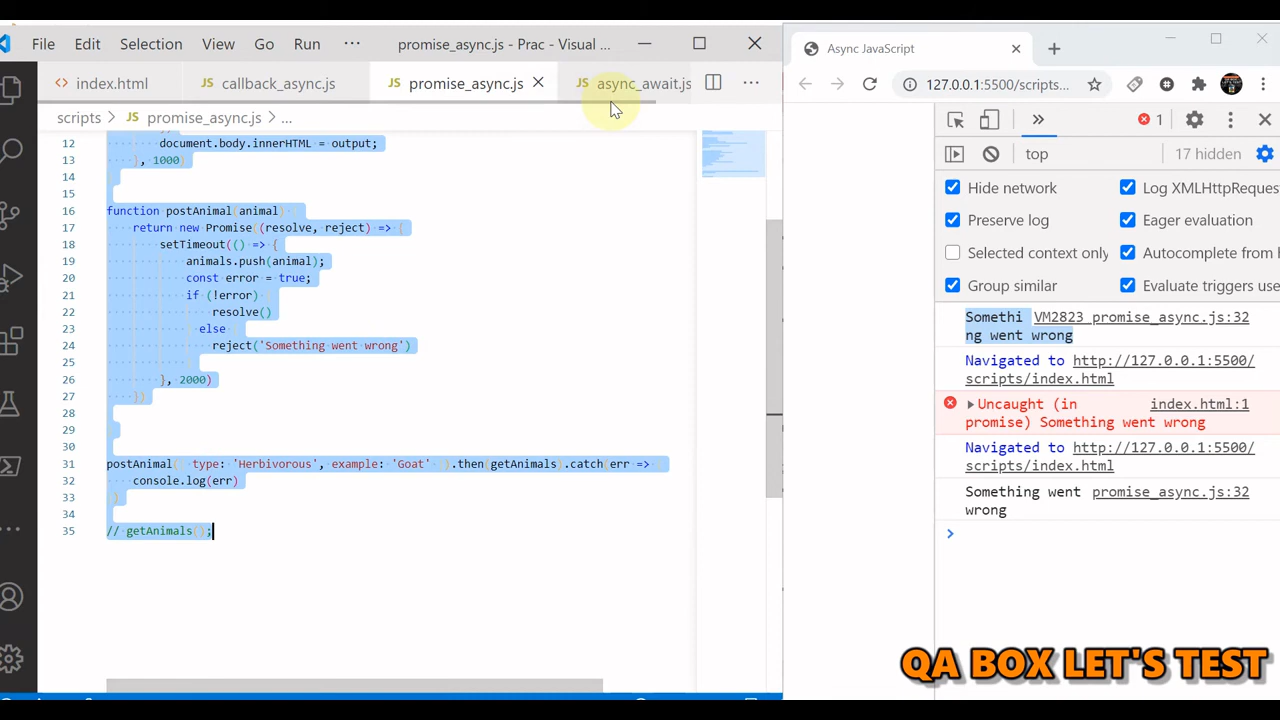 File Edit Selection View Go Run ··· promise_async.js - Prac - Visual ...
index.html JS callback_async.js JS promise_async.js JS async_await.js ···
scripts > JS promise_async.js > ...
12 document.body.innerHTML = output;
13 }, 1000)
14
15
16 function postAnimal(animal)
17 return new Promise((resolve, reject) => {
18 setTimeout(() => {
19 animals.push(animal);
20 const error = true;
21 if (!error)
22 resolve()
23 else
24 reject('Something went wrong')
25
26 }, 2000)
27 })
28
29
30
31 postAnimal( type: 'Herbivorous', example: 'Goat' ).then(getAnimals).catch(err =>
32 console.log(err)
33 )
34
35 // getAnimals();
Async JavaScript
127.0.0.1:5500/scripts...
1
top 17 hidden
Hide network Log XMLHttpReques
Preserve log Eager evaluation
Selected context only Autocomplete from h
Group similar Evaluate triggers use
Somethi VM2823 promise_async.js:32
ng went wrong
Navigated to http://127.0.0.1:5500/
scripts/index.html
Uncaught (in index.html:1
promise) Something went wrong
Navigated to http://127.0.0.1:5500/
scripts/index.html
Something went promise_async.js:32
wrong
QA BOX LET'S TEST